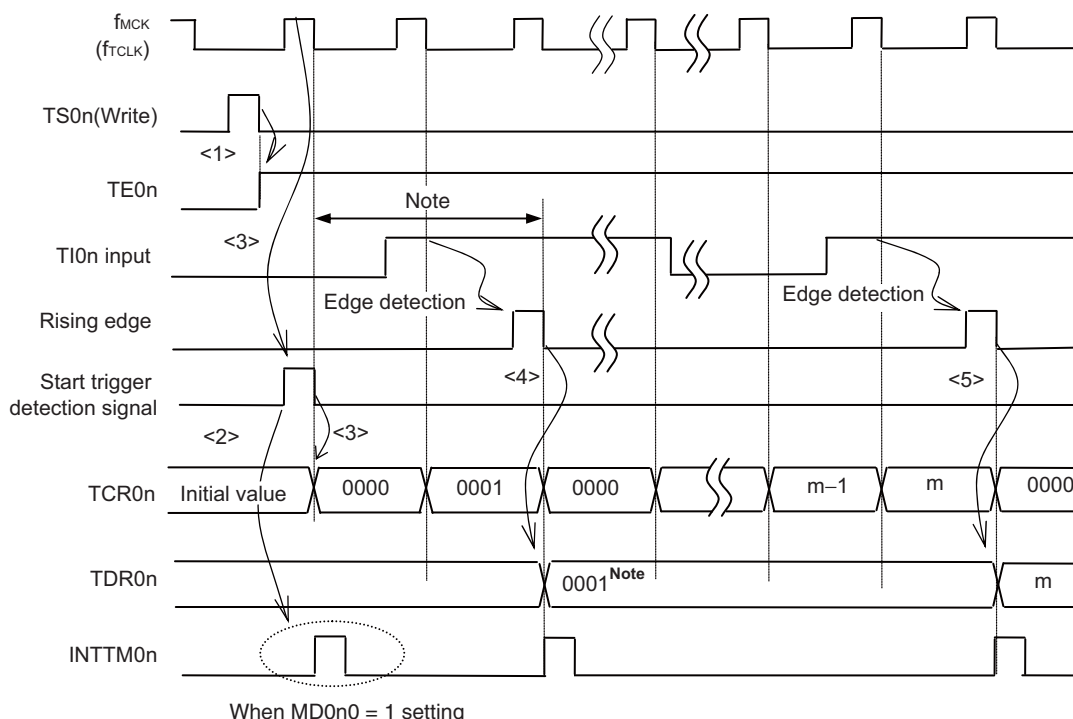 fMCK
(fTCLK)
TS0n(Write)
<1>
TE0n
Note
<3>
TI0n input
Edge detection
Edge detection
Rising edge
<4>
<5>
Start trigger
detection signal
<2>
<3>
TCR0n
Initial value
0000
0001
0000
m−1
m
0000
TDR0n
0001Note
m
INTTM0n
When MD0n0 = 1 setting